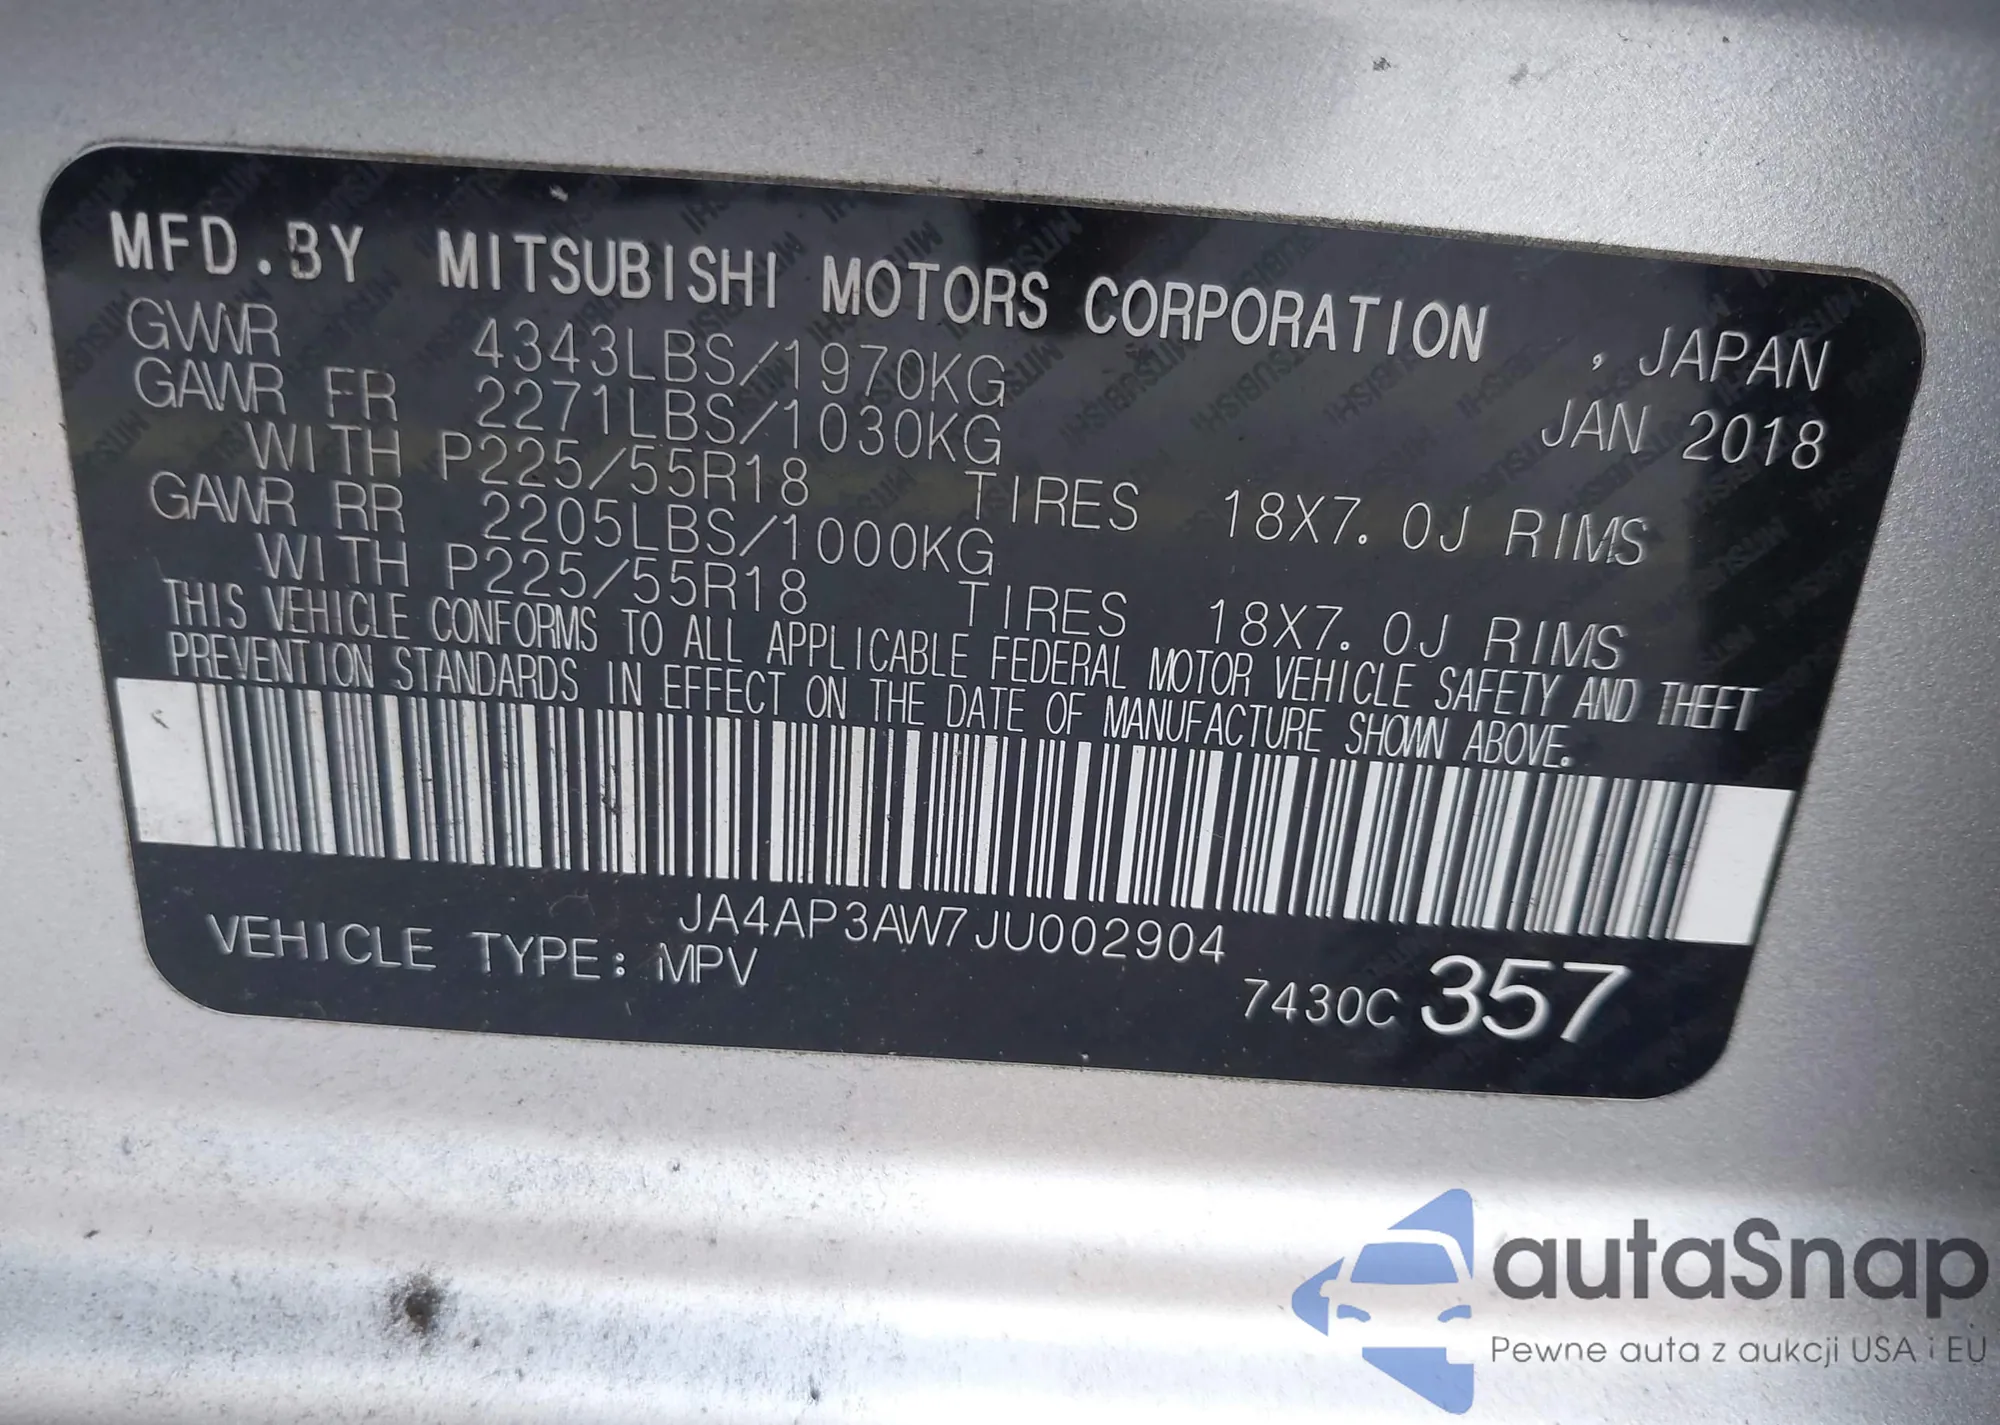 MFD.BY MITSUBISHI MOTORS CORPORATION , JAPAN
GVWR 4343LBS/1970KG JAN 2018
GAWR FR 2271LBS/1030KG
WITH P225/55R18 TIRES 18X7.0J RIMS
GAWR RR 2205LBS/1000KG
WITH P225/55R18 TIRES 18X7.0J RIMS
THIS VEHICLE CONFORMS TO ALL APPLICABLE FEDERAL MOTOR VEHICLE SAFETY AND THEFT
PREVENTION STANDARDS IN EFFECT ON THE DATE OF MANUFACTURE SHOWN ABOVE.
JA4AP3AW7JU002904
VEHICLE TYPE: MPV
7430C 357
autaSnap
Pewne auta z aukcji USA i EU